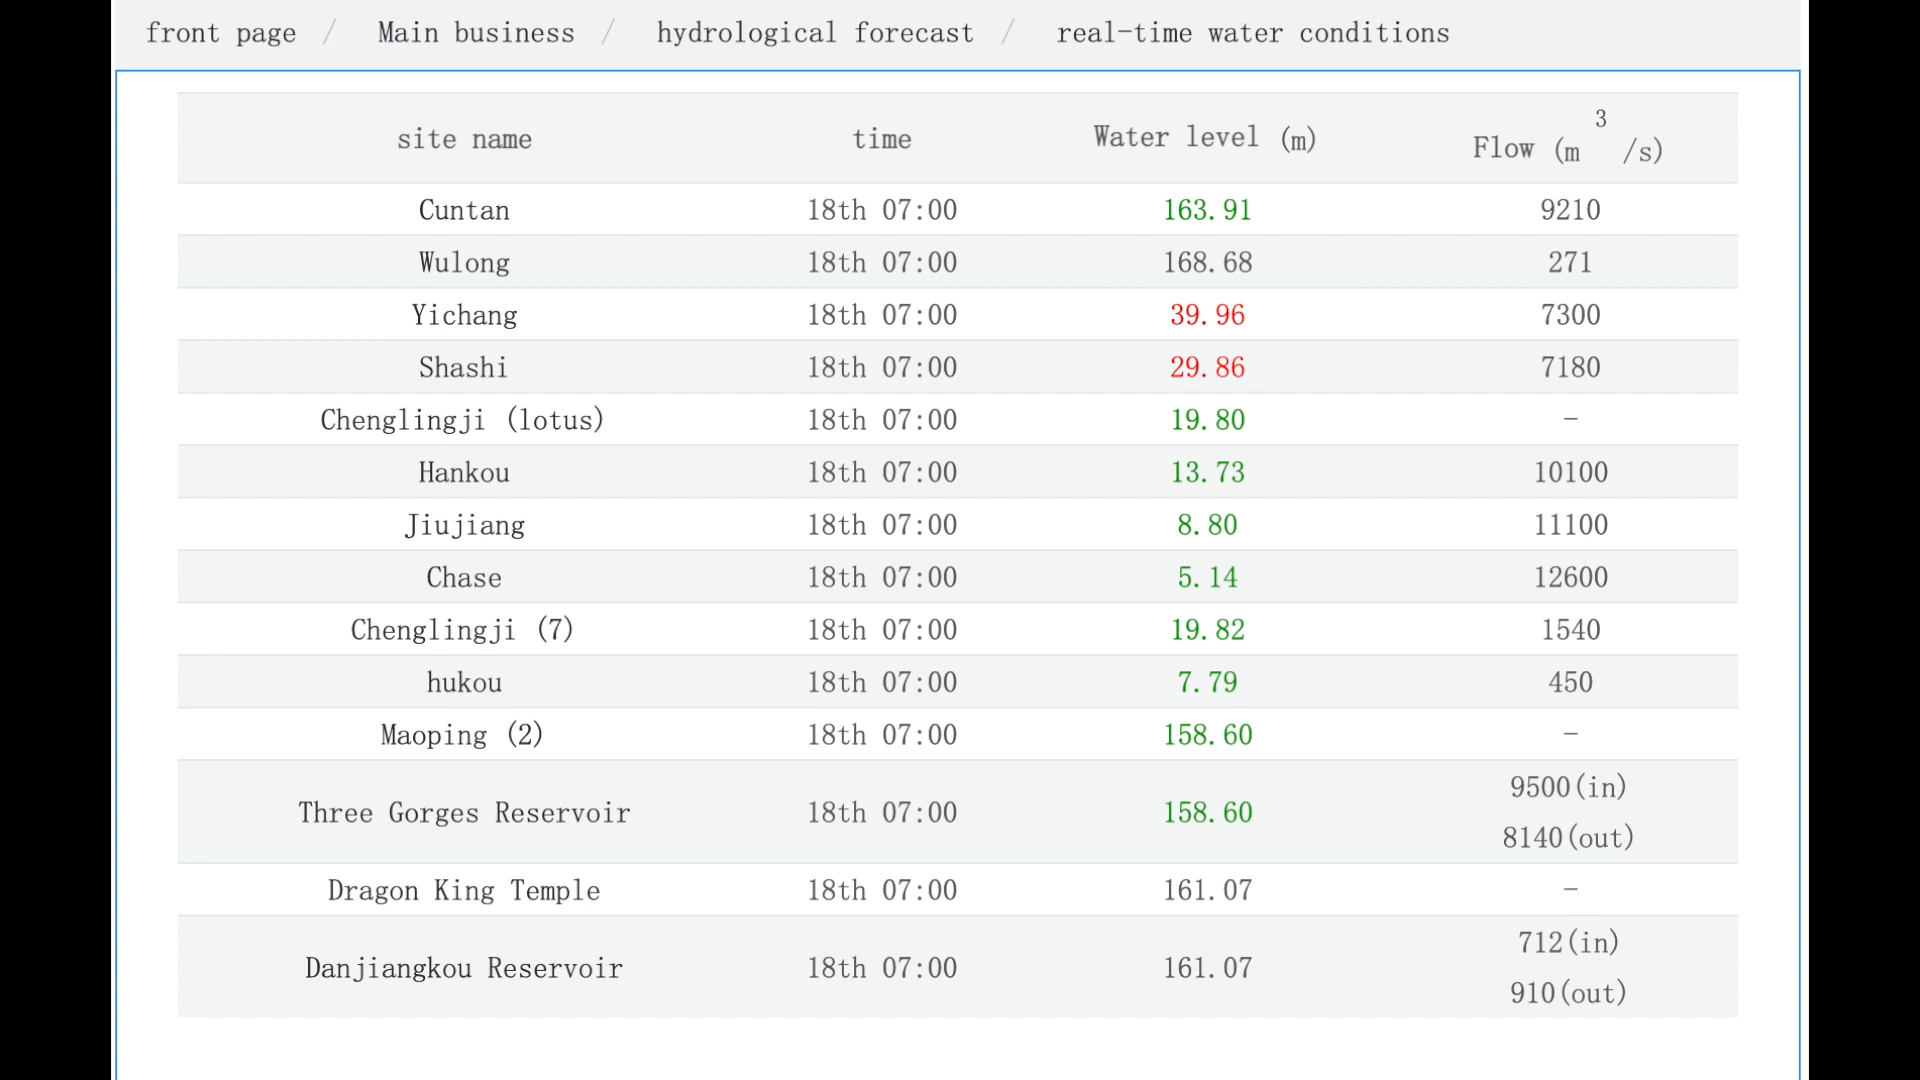 front page / Main business / hydrological forecast / real-time water conditions
site name time Water level (m) Flow (m³/s)
Cuntan 18th 07:00 163.91 9210
Wulong 18th 07:00 168.68 271
Yichang 18th 07:00 39.96 7300
Shashi 18th 07:00 29.86 7180
Chenglingji (lotus) 18th 07:00 19.80 -
Hankou 18th 07:00 13.73 10100
Jiujiang 18th 07:00 8.80 11100
Chase 18th 07:00 5.14 12600
Chenglingji (7) 18th 07:00 19.82 1540
hukou 18th 07:00 7.79 450
Maoping (2) 18th 07:00 158.60 -
Three Gorges Reservoir 18th 07:00 158.60 9500(in)
8140(out)
Dragon King Temple 18th 07:00 161.07 -
Danjiangkou Reservoir 18th 07:00 161.07 712(in)
910(out)